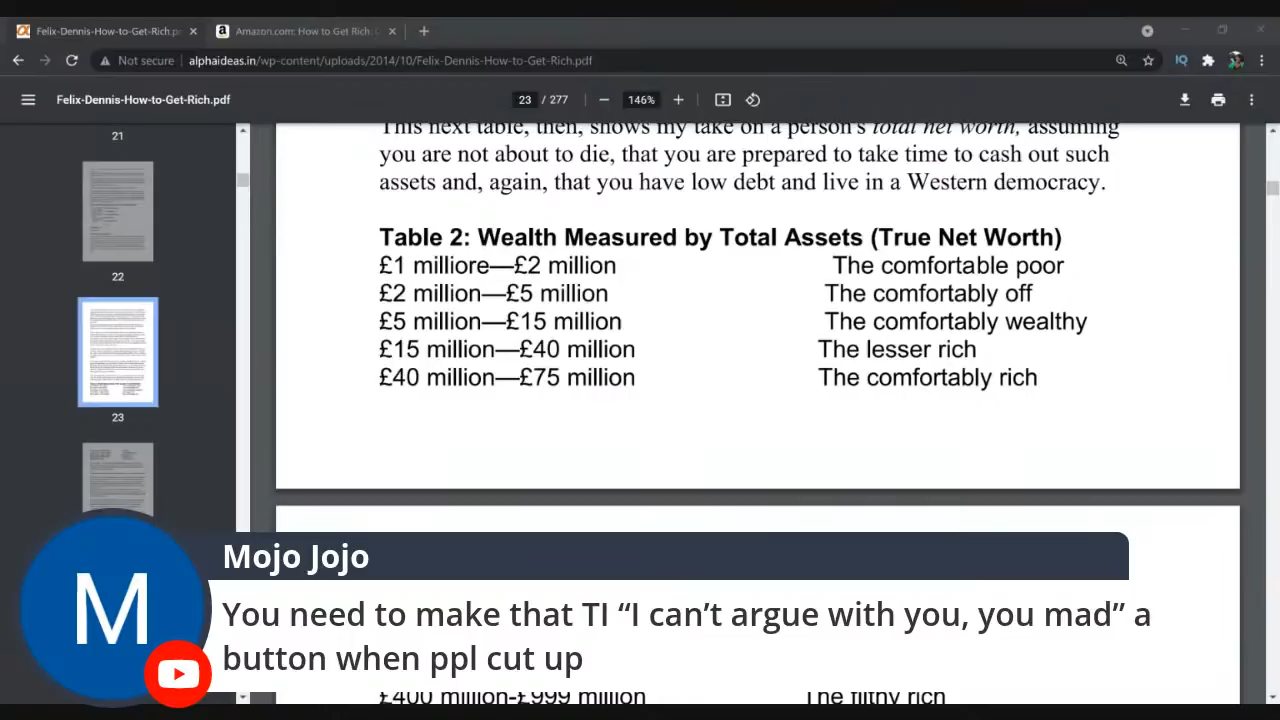 Felix-Dennis-How-to-Get-Rich.p
Amazon.com: How to Get Rich:
Not secure
alphaideas.in/wp-content/uploads/2014/10/Felix-Dennis-How-to-Get-Rich.pdf
IQ
Felix-Dennis-How-to-Get-Rich.pdf
23 / 277
146%
21
22
23
This next table, then, shows my take on a person's total net worth, assuming
you are not about to die, that you are prepared to take time to cash out such
assets and, again, that you have low debt and live in a Western democracy.
Table 2: Wealth Measured by Total Assets (True Net Worth)
£1 milliore—£2 million The comfortable poor
£2 million—£5 million The comfortably off
£5 million—£15 million The comfortably wealthy
£15 million—£40 million The lesser rich
£40 million—£75 million The comfortably rich
M
Mojo Jojo
You need to make that TI “I can’t argue with you, you mad” a
button when ppl cut up
£400 million-£999 million The filthy rich